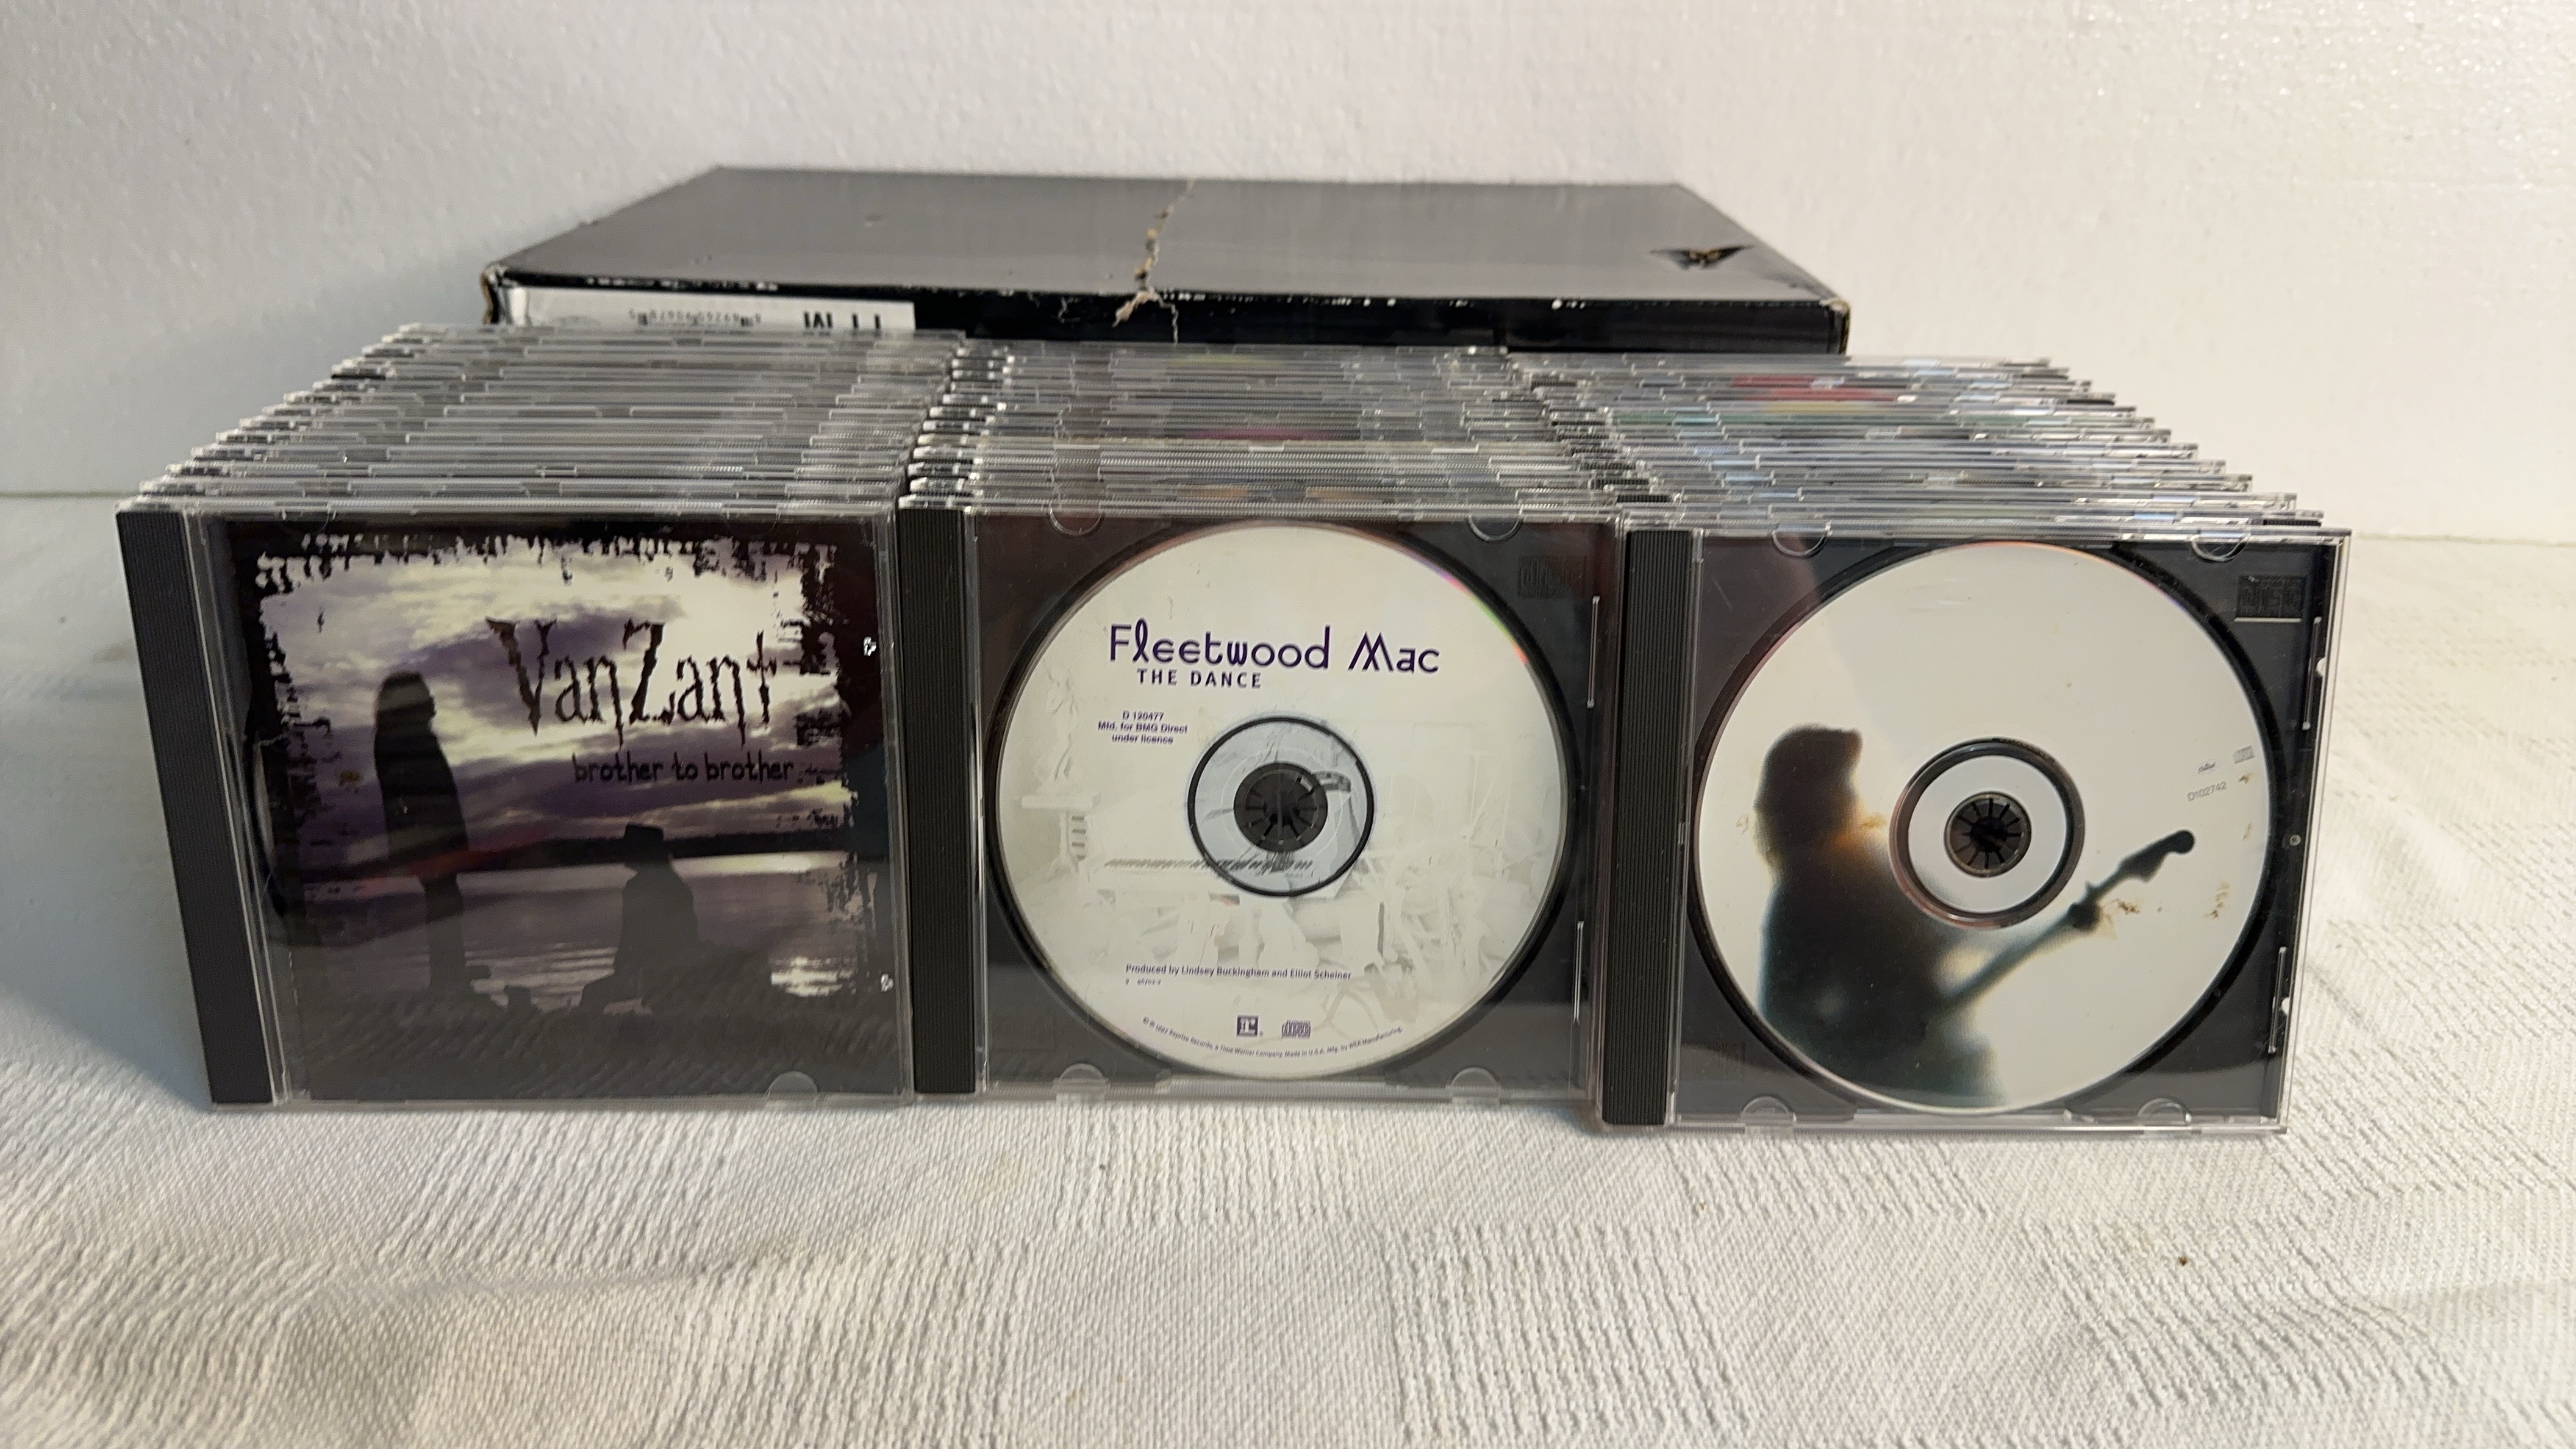 VanZant
brother to brother
Fleetwood Mac
THE DANCE
D 120477
Mfd. for BMG Direct
under licence
Produced by Lindsey Buckingham and Elliot Scheiner
D102742